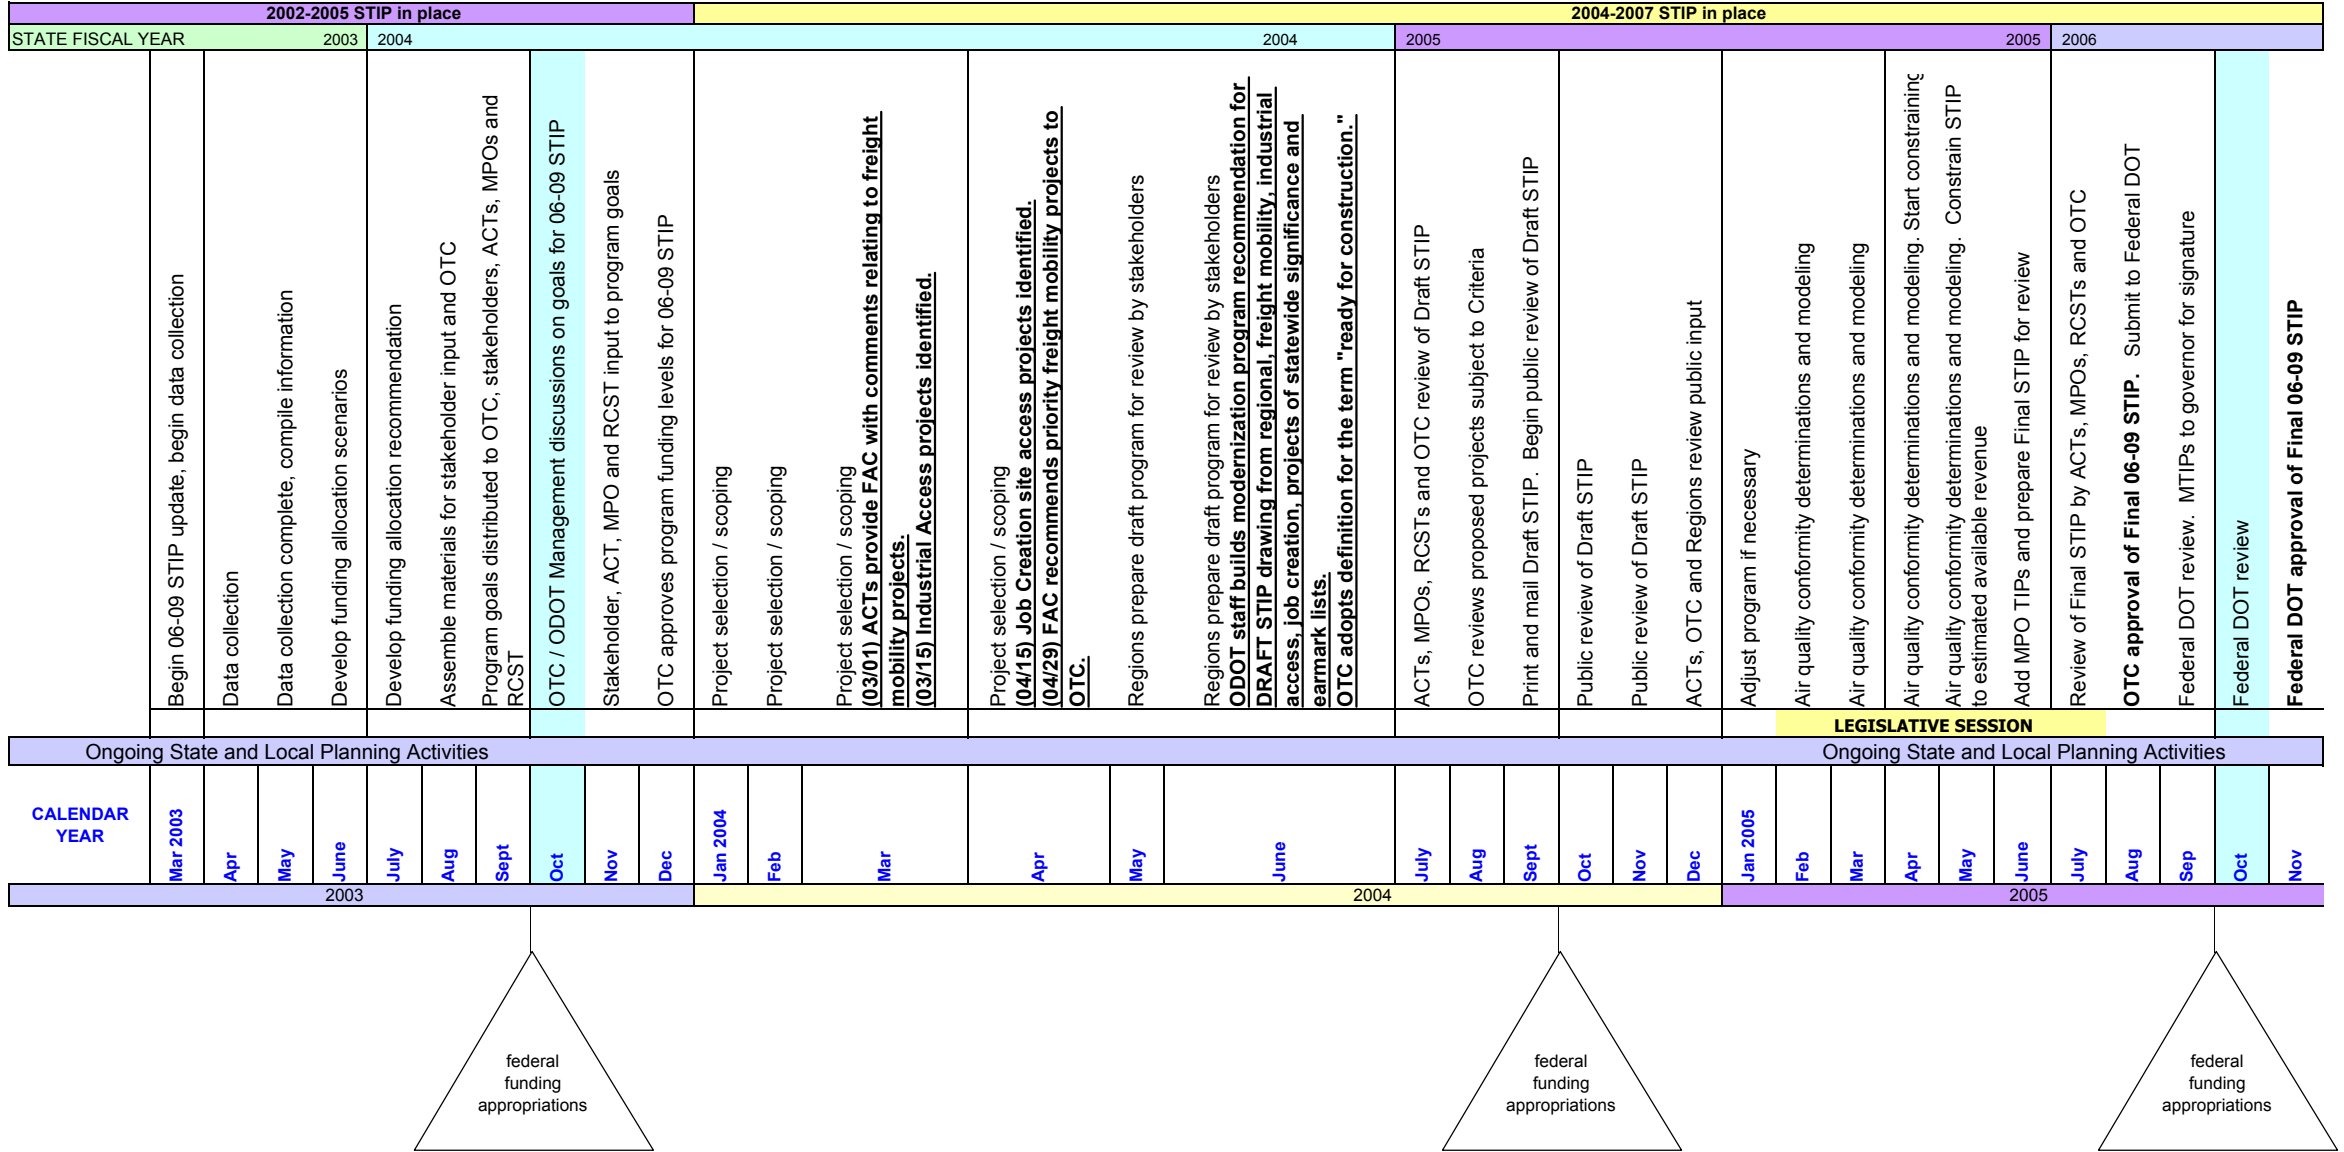 2002-2005 STIP in place
2004-2007 STIP in place
STATE FISCAL YEAR
2003
2004
2004
2005
2005
2006
Begin 06-09 STIP update, begin data collection
Data collection
Data collection complete, compile information
Develop funding allocation scenarios
Develop funding allocation recommendation
Assemble materials for stakeholder input and OTC
Program goals distributed to OTC, stakeholders, ACTs, MPOs and
RCST
OTC / ODOT Management discussions on goals for 06-09 STIP
Stakeholder, ACT, MPO and RCST input to program goals
OTC approves program funding levels for 06-09 STIP
Project selection / scoping
Project selection / scoping
Project selection / scoping
(03/01) ACTs provide FAC with comments relating to freight
mobility projects.
(03/15) Industrial Access projects identified.
Project selection / scoping
(04/15) Job Creation site access projects identified.
(04/29) FAC recommends priority freight mobility projects to
OTC.
Regions prepare draft program for review by stakeholders
Regions prepare draft program for review by stakeholders
ODOT staff builds modernization program recommendation for
DRAFT STIP drawing from regional, freight mobility, industrial
access, job creation, projects of statewide significance and
earmark lists.
OTC adopts definition for the term "ready for construction."
ACTs, MPOs, RCSTs and OTC review of Draft STIP
OTC reviews proposed projects subject to Criteria
Print and mail Draft STIP. Begin public review of Draft STIP
Public review of Draft STIP
Public review of Draft STIP
ACTs, OTC and Regions review public input
Adjust program if necessary
Air quality conformity determinations and modeling
Air quality conformity determinations and modeling
Air quality conformity determinations and modeling. Start constraining
Air quality conformity determinations and modeling. Constrain STIP
to estimated available revenue
Add MPO TIPs and prepare Final STIP for review
Review of Final STIP by ACTs, MPOs, RCSTs and OTC
OTC approval of Final 06-09 STIP. Submit to Federal DOT
Federal DOT review. MTIPs to governor for signature
Federal DOT review
Federal DOT approval of Final 06-09 STIP
LEGISLATIVE SESSION
Ongoing State and Local Planning Activities
Ongoing State and Local Planning Activities
CALENDAR
YEAR
Mar 2003
Apr
May
June
July
Aug
Sept
Oct
Nov
Dec
Jan 2004
Feb
Mar
Apr
May
June
July
Aug
Sept
Oct
Nov
Dec
Jan 2005
Feb
Mar
Apr
May
June
July
Aug
Sep
Oct
Nov
2003
2004
2005
federal
funding
appropriations
federal
funding
appropriations
federal
funding
appropriations